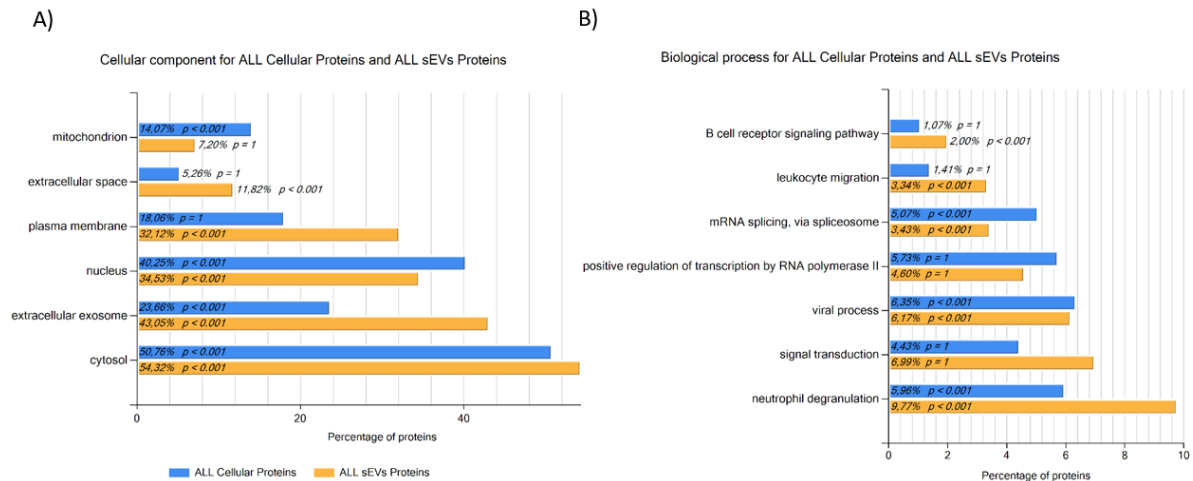 A)
Cellular component for ALL Cellular Proteins and ALL sEVs Proteins
mitochondrion
14,07% p < 0.001
7,20% p = 1
extracellular space
5,26% p = 1
11,82% p < 0.001
plasma membrane
18,06% p = 1
32,12% p < 0.001
nucleus
40,25% p < 0.001
34,53% p < 0.001
extracellular exosome
23,66% p < 0.001
43,05% p < 0.001
cytosol
50,76% p < 0.001
54,32% p < 0.001
0 20 40
Percentage of proteins
ALL Cellular Proteins ALL sEVs Proteins
B)
Biological process for ALL Cellular Proteins and ALL sEVs Proteins
B cell receptor signaling pathway
1,07% p = 1
2,00% p < 0.001
leukocyte migration
1,41% p = 1
3,34% p < 0.001
mRNA splicing, via spliceosome
5,07% p < 0.001
3,43% p < 0.001
positive regulation of transcription by RNA polymerase II
5,73% p = 1
4,60% p = 1
viral process
6,35% p < 0.001
6,17% p < 0.001
signal transduction
4,43% p = 1
6,99% p = 1
neutrophil degranulation
5,96% p < 0.001
9,77% p < 0.001
0 2 4 6 8 10
Percentage of proteins